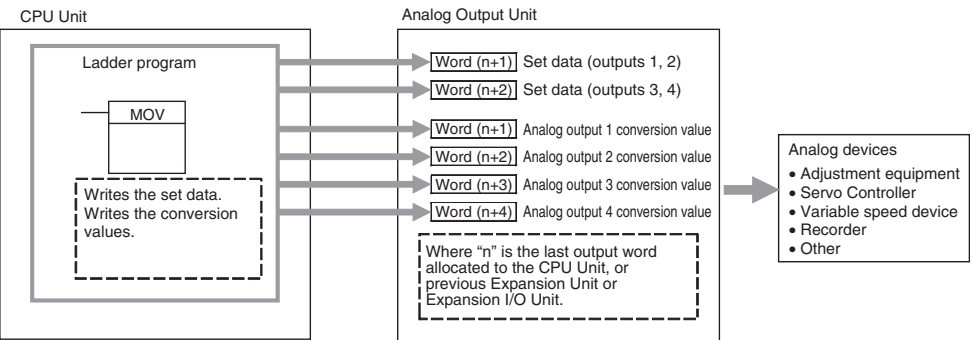 CPU Unit
Analog Output Unit
Ladder program
MOV
Writes the set data.
Writes the conversion
values.
Word (n+1) Set data (outputs 1, 2)
Word (n+2) Set data (outputs 3, 4)
Word (n+1) Analog output 1 conversion value
Word (n+2) Analog output 2 conversion value
Word (n+3) Analog output 3 conversion value
Word (n+4) Analog output 4 conversion value
Where “n” is the last output word
allocated to the CPU Unit, or
previous Expansion Unit or
Expansion I/O Unit.
Analog devices
• Adjustment equipment
• Servo Controller
• Variable speed device
• Recorder
• Other